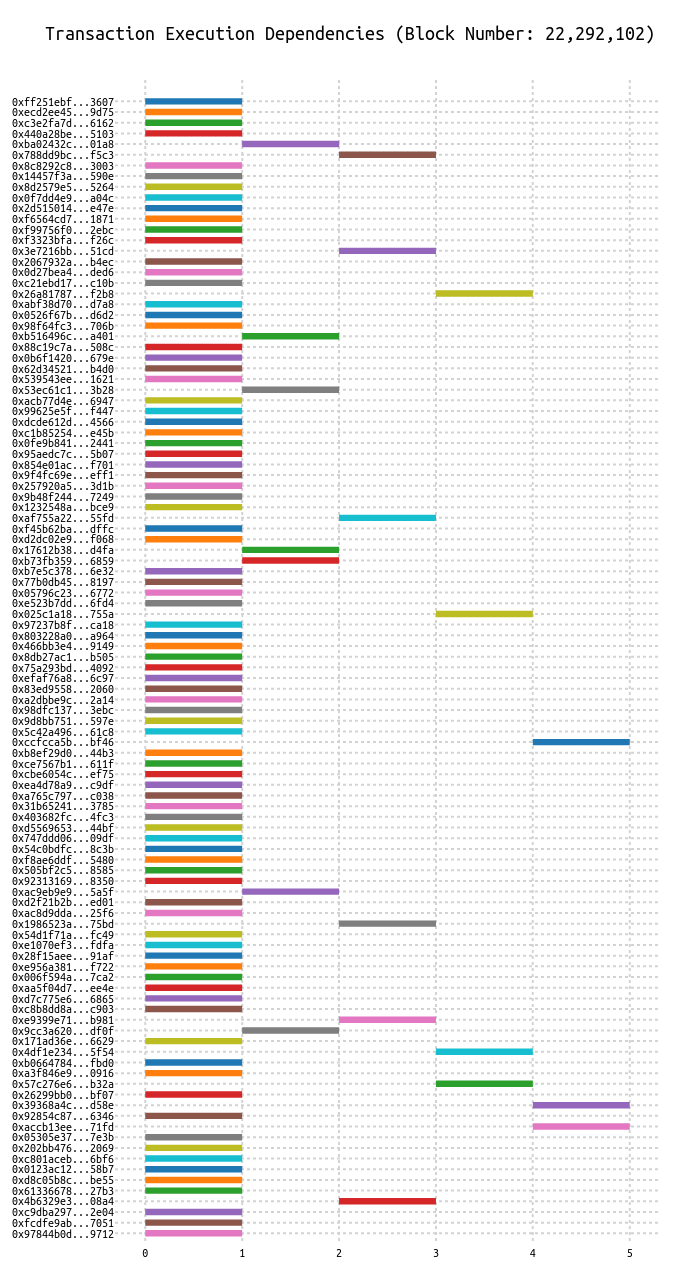 Transaction Execution Dependencies (Block Number: 22,292,102)
0xff251ebf...3607
0xecd2ee45...9d75
0xc3e2fa7d...6162
0x440a28be...5103
0xba02432c...01a8
0x788dd9bc...f5c3
0x8c8292c8...3003
0x14457f3a...590e
0x8d2579e5...5264
0x0f7dd4e9...a04c
0x2d515014...e47e
0xf6564cd7...1871
0xf99756f0...2ebc
0xf3323bfa...f26c
0x3e7216bb...51cd
0x2067932a...b4ec
0x0d27bea4...ded6
0xc21ebd17...c10b
0x26a81787...f2b8
0xabf38d70...d7a8
0x0526f67b...d6d2
0x98f64fc3...706b
0xb516496c...a401
0x88c19c7a...508c
0x0b6f1420...679e
0x62d34521...b4d0
0x539543ee...1621
0x53ec61c1...3b28
0xacb77d4e...6947
0x99625e5f...f447
0xdcde612d...4566
0xc1b85254...e45b
0x0fe9b841...2441
0x95aedc7c...5b07
0x854e01ac...f701
0x9f4fc69e...eff1
0x257920a5...3d1b
0x9b48f244...7249
0x1232548a...bce9
0xaf755a22...55fd
0xf45b62ba...dffc
0xd2dc02e9...f068
0x17612b38...d4fa
0xb73fb359...6859
0xb7e5c378...6e32
0x77b0db45...8197
0x05796c23...6772
0xe523b7dd...6fd4
0x025c1a18...755a
0x97237b8f...ca18
0x803228a0...a964
0x466bb3e4...9149
0x8db27ac1...b505
0x75a293bd...4092
0xefaf76a8...6c97
0x83ed9558...2060
0xa2dbbe9c...2a14
0x98dfc137...3ebc
0x9d8bb751...597e
0x5c42a496...61c8
0xccfcca5b...bf46
0xb8ef29d0...44b3
0xce7567b1...611f
0xcbe6054c...ef75
0xea4d78a9...c9df
0xa765c797...c038
0x31b65241...3785
0x403682fc...4fc3
0xd5569653...44bf
0x747ddd06...09df
0x54c0bdfc...8c3b
0xf8ae6ddf...5480
0x505bf2c5...8585
0x92313169...8350
0xac9eb9e9...5a5f
0xd2f21b2b...ed01
0xac8d9dda...25f6
0x1986523a...75bd
0x54d1f71a...fc49
0xe1070ef3...fdfa
0x28f15aee...91af
0xe956a381...f722
0x006f594a...7ca2
0xaa5f04d7...ee4e
0xd7c775e6...6865
0xc8b8dd8a...c903
0xe9399e71...b981
0x9cc3a620...df0f
0x171ad36e...6629
0x4df1e234...5f54
0xb0664784...fbd0
0xa3f846e9...0916
0x57c276e6...b32a
0x26299bb0...bf07
0x39368a4c...d58e
0x92854c87...6346
0xaccb13ee...71fd
0x05305e37...7e3b
0x202bb476...2069
0xc801aceb...6bf6
0x0123ac12...58b7
0xd8c05b8c...be55
0x61336678...27b3
0x4b6329e3...08a4
0xc9dba297...2e04
0xfcdfe9ab...7051
0x97844b0d...9712
0 1 2 3 4 5